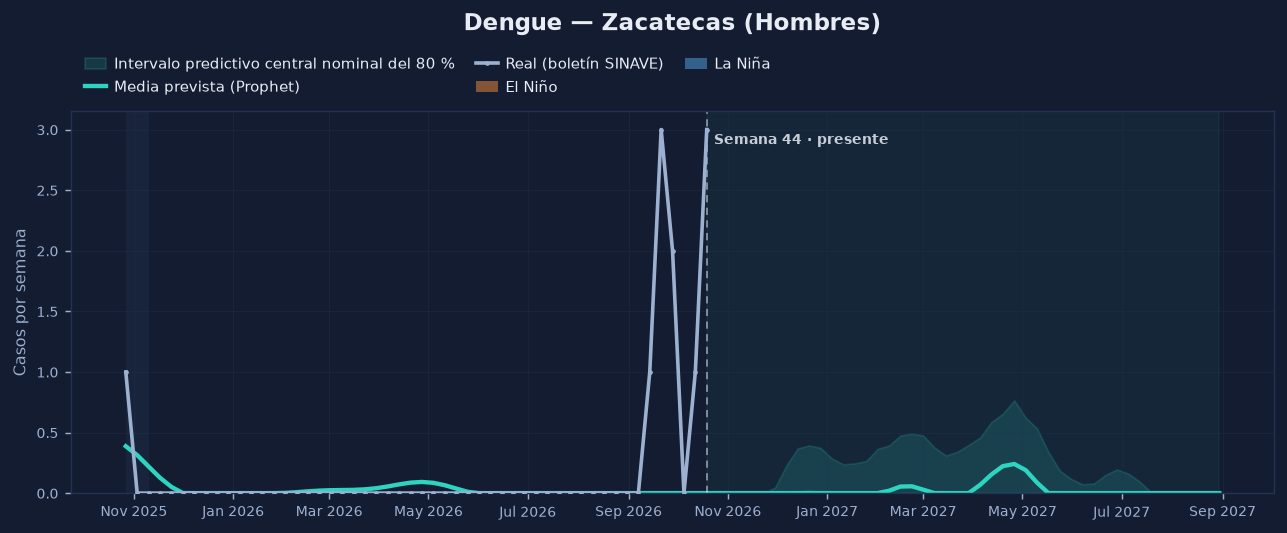 Dengue — Zacatecas (Hombres)
Intervalo predictivo central nominal del 80 %
Real (boletín SINAVE)
La Niña
Media prevista (Prophet)
El Niño
3.0
Semana 44 · presente
2.5
2.0
1.5
1.0
0.5
0.0
Casos por semana
Nov 2025
Jan 2026
Mar 2026
May 2026
Jul 2026
Sep 2026
Nov 2026
Jan 2027
Mar 2027
May 2027
Jul 2027
Sep 2027